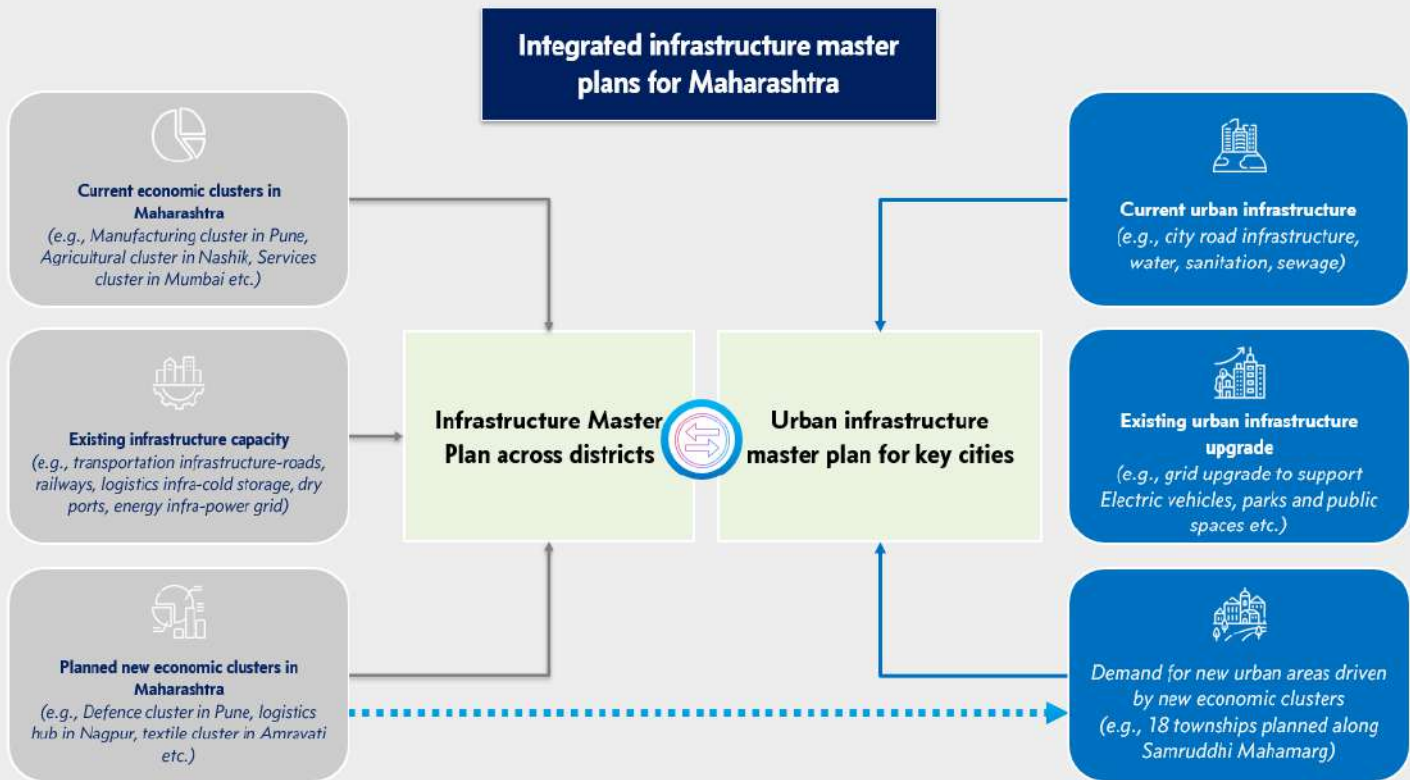 Integrated infrastructure master
plans for Maharashtra
Current economic clusters in
Maharashtra
(e.g., Manufacturing cluster in Pune,
Agricultural cluster in Nashik, Services
cluster in Mumbai etc.)
Existing infrastructure capacity
(e.g., transportation infrastructure-roads,
railways, logistics infra-cold storage, dry
ports, energy infra-power grid)
Planned new economic clusters in
Maharashtra
(e.g., Defence cluster in Pune, logistics
hub in Nagpur, textile cluster in Amravati
etc.)
Infrastructure Master
Plan across districts
Urban infrastructure
master plan for key cities
Current urban infrastructure
(e.g., city road infrastructure,
water, sanitation, sewage)
Existing urban infrastructure
upgrade
(e.g., grid upgrade to support
Electric vehicles, parks and public
spaces etc.)
Demand for new urban areas driven
by new economic clusters
(e.g., 18 townships planned along
Samruddhi Mahamarg)